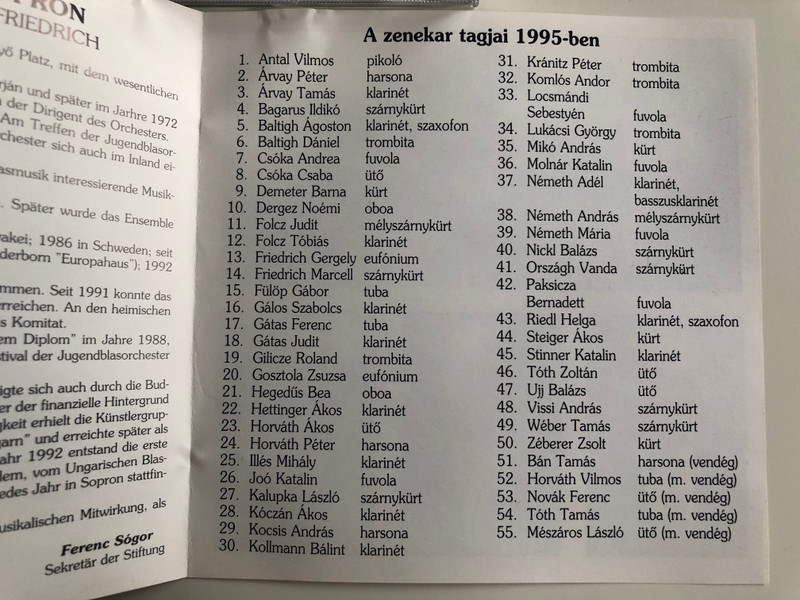 PRON
FRIEDRICH
Platz, mit dem wesentlichen
ján und später im Jahre 1972
der Dirigent des Orchesters.
Am Treffen der Jugendblasor-
chester sich auch im Inland ei-
asmusik interessierende Musik-
. Später wurde das Ensemble
vakei; 1986 in Schweden; seit
derborn "Europahaus"); 1992
mmen. Seit 1991 konnte das
rreichen. An den heimischen
s Komitat.
em Diplom" im Jahre 1988,
stival der Jugendblasorchester
igte sich auch durch die Bud-
er der finanzielle Hintergrund
gkeit erhielt die Künstlergrup-
garn" und erreichte später als
ahr 1992 entstand die erste
dem, vom Ungarischen Blas-
edes Jahr in Sopron stattfin-
usikalischen Mitwirkung, als
Ferenc Sógor
Sekretär der Stiftung
A zenekar tagjai 1995-ben
1. Antal Vilmos pikoló
2. Árvay Péter harsona
3. Árvay Tamás klarinét
4. Bagarus Ildikó szárnykürt
5. Baltigh Ágoston klarinét, szaxofon
6. Baltigh Dániel trombita
7. Csóka Andrea fuvola
8. Csóka Csaba ütő
9. Demeter Barna kürt
10. Dergez Noémi oboa
11. Folcz Judit mélyszárnykürt
12. Folcz Tóbiás klarinét
13. Friedrich Gergely eufónium
14. Friedrich Marcell szárnykürt
15. Fülöp Gábor tuba
16. Gálos Szabolcs klarinét
17. Gátas Ferenc tuba
18. Gátas Judit klarinét
19. Gilicze Roland trombita
20. Gosztola Zsuzsa eufónium
21. Hegedűs Bea oboa
22. Hettinger Ákos klarinét
23. Horváth Ákos ütő
24. Horváth Péter harsona
25. Illés Mihály klarinét
26. Joó Katalin fuvola
27. Kalupka László szárnykürt
28. Kóczán Ákos klarinét
29. Kocsis András harsona
30. Kollmann Bálint klarinét
31. Kránitz Péter trombita
32. Komlós Andor trombita
33. Locsmándi
Sebestyén fuvola
34. Lukácsi György trombita
35. Mikó András kürt
36. Molnár Katalin fuvola
37. Németh Adél klarinét,
basszusklarinét
38. Németh András mélyszárnykürt
39. Németh Mária fuvola
40. Nickl Balázs szárnykürt
41. Országh Vanda szárnykürt
42. Paksicza
Bernadett fuvola
43. Riedl Helga klarinét, szaxofon
44. Steiger Ákos kürt
45. Stinner Katalin klarinét
46. Tóth Zoltán ütő
47. Ujj Balázs ütő
48. Vissi András szárnykürt
49. Wéber Tamás szárnykürt
50. Zéberer Zsolt kürt
51. Bán Tamás harsona (vendég)
52. Horváth Vilmos tuba (m. vendég)
53. Novák Ferenc ütő (m. vendég)
54. Tóth Tamás tuba (m. vendég)
55. Mészáros László ütő (m. vendég)